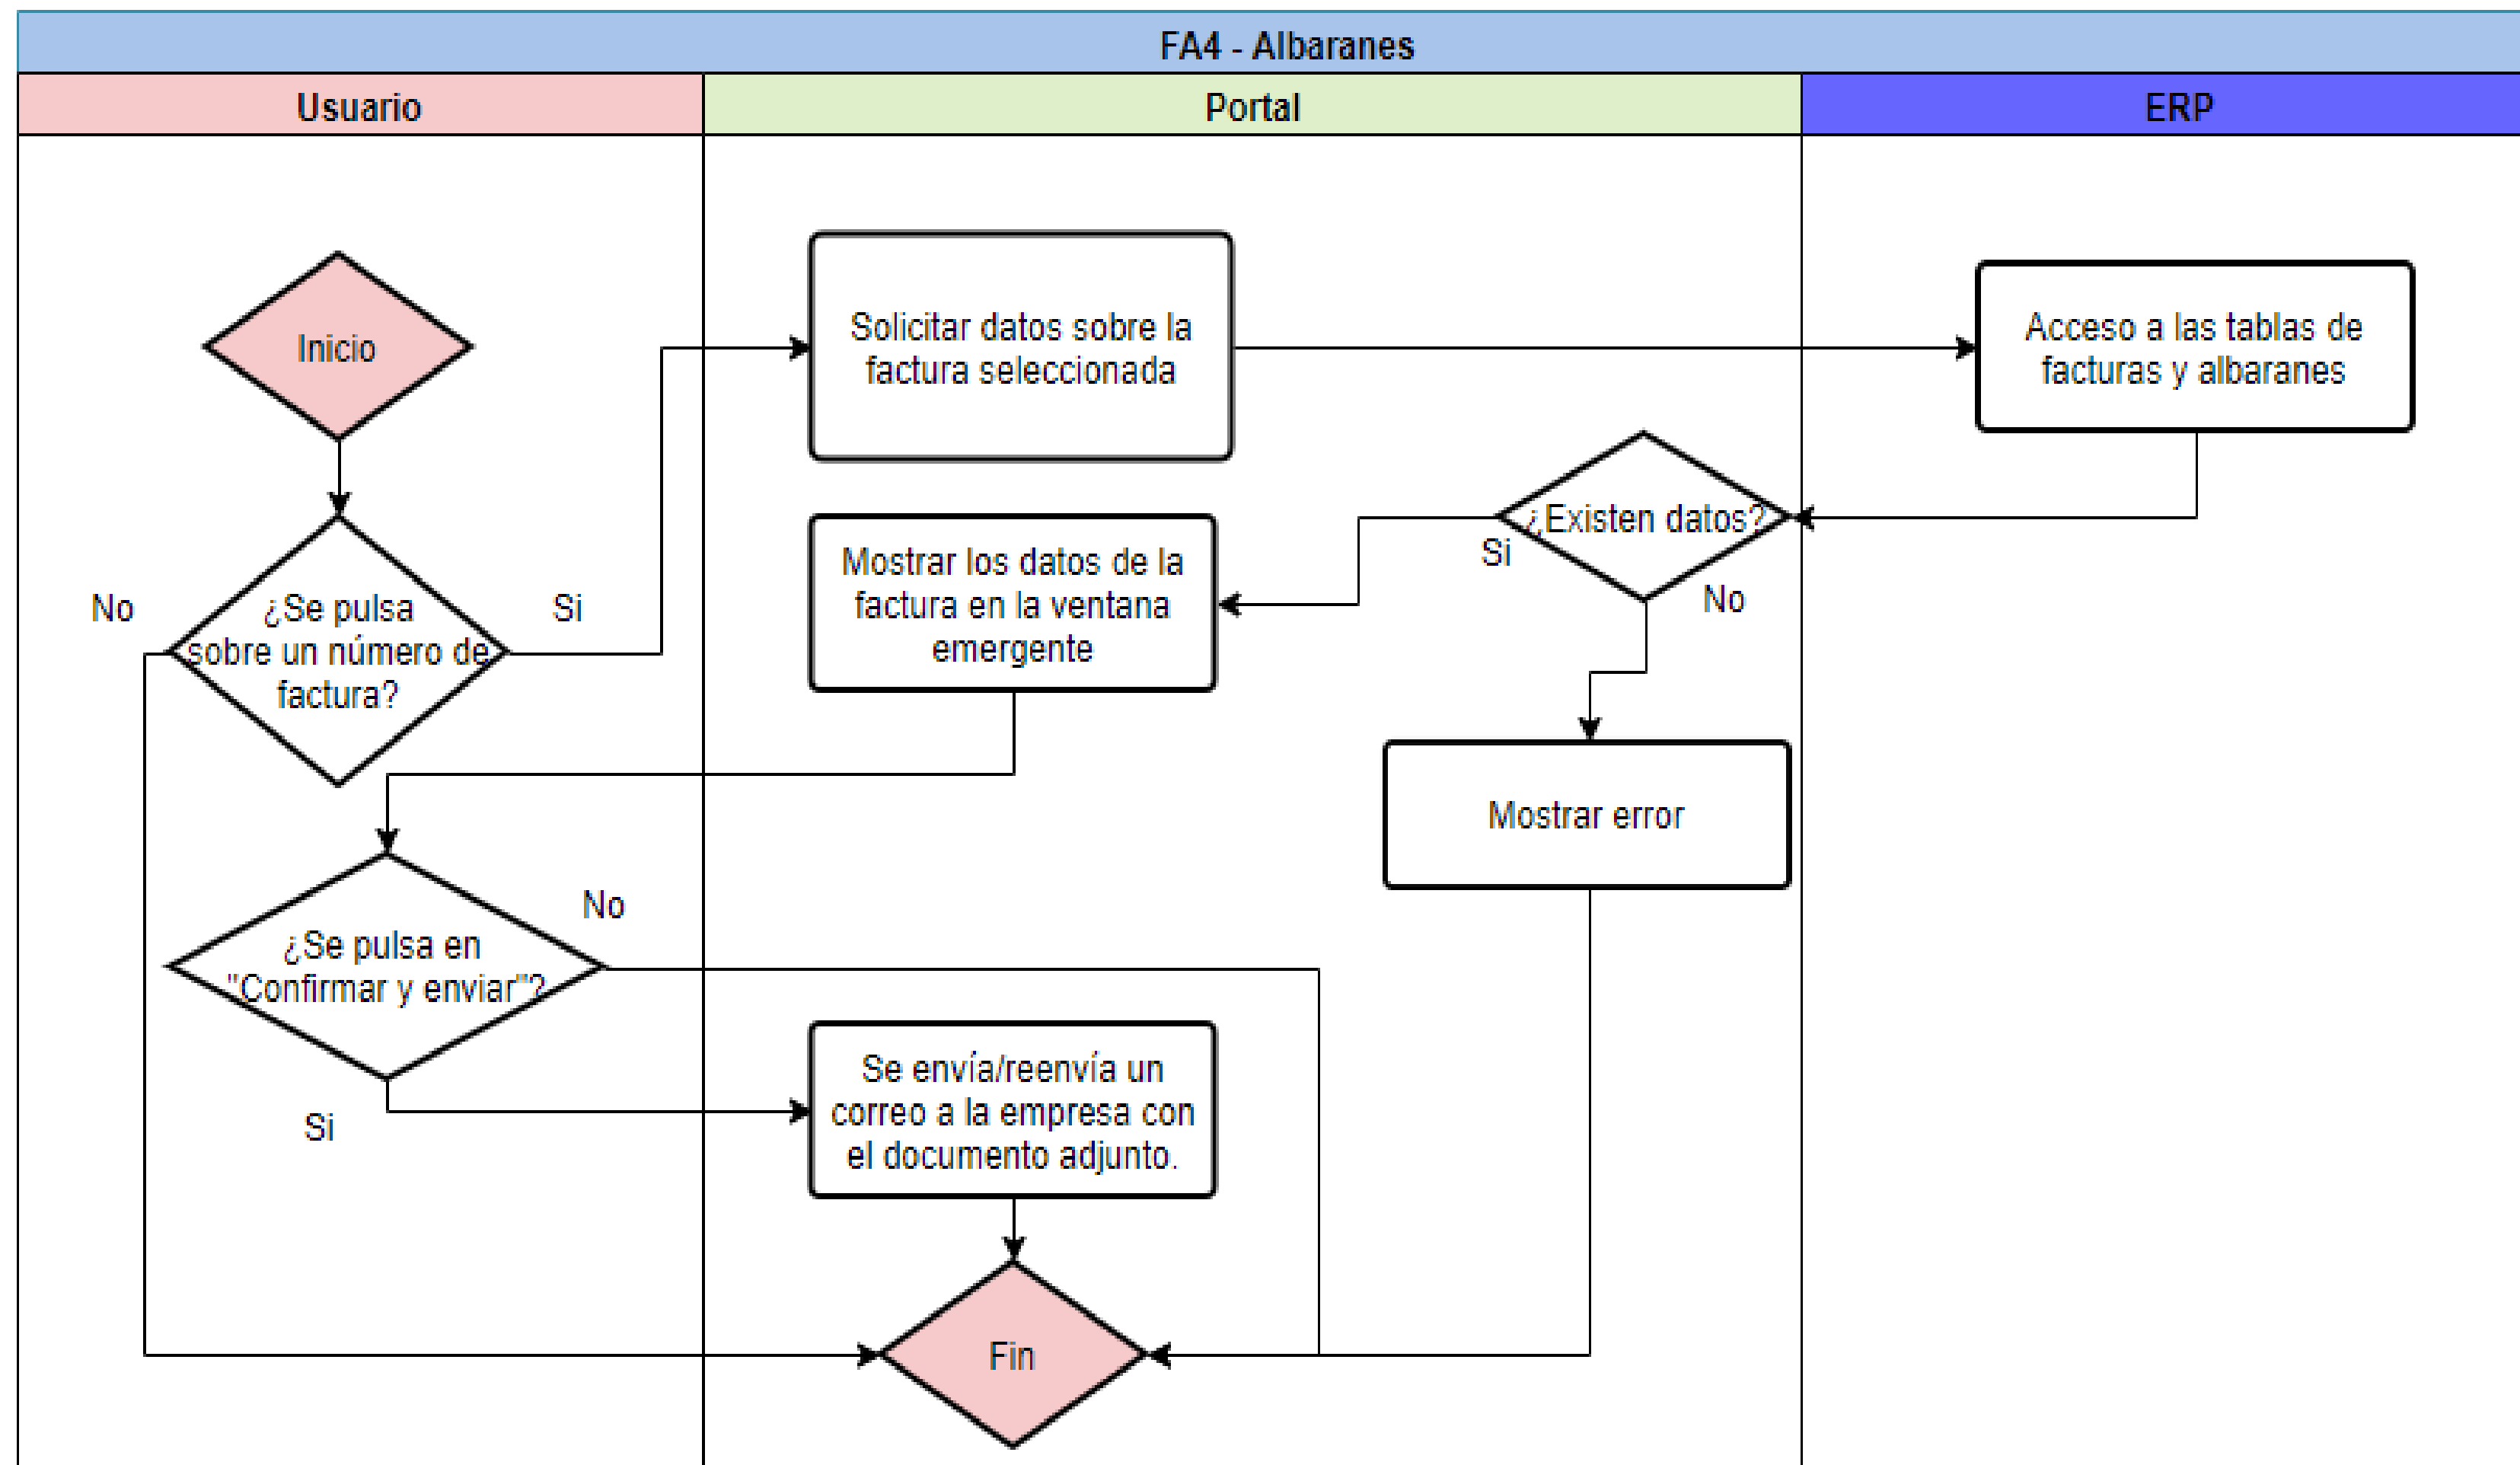 FA4 - Albaranes
Usuario
Portal
ERP
Inicio
Solicitar datos sobre la
factura seleccionada
Acceso a las tablas de
facturas y albaranes
¿Existen datos?
Si
No
Mostrar los datos de la
factura en la ventana
emergente
No
¿Se pulsa
sobre un número de
factura?
Si
Mostrar error
No
¿Se pulsa en
"Confirmar y enviar"?
Si
Se envía/reenvía un
correo a la empresa con
el documento adjunto.
Fin